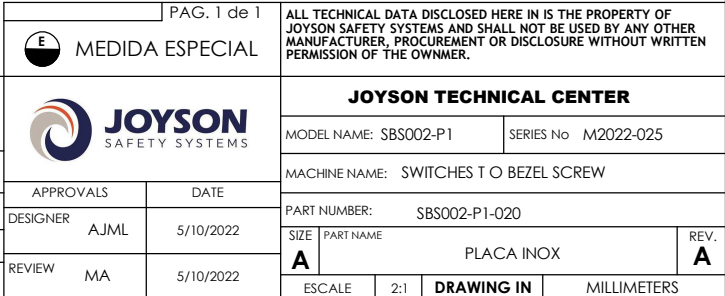 PAG. 1 de 1
E
MEDIDA ESPECIAL
ALL TECHNICAL DATA DISCLOSED HERE IN IS THE PROPERTY OF
JOYSON SAFETY SYSTEMS AND SHALL NOT BE USED BY ANY OTHER
MANUFACTURER, PROCUREMENT OR DISCLOSURE WITHOUT WRITTEN
PERMISSION OF THE OWNMER.
JOYSON
SAFETY SYSTEMS
JOYSON TECHNICAL CENTER
MODEL NAME: SBS002-P1 SERIES No M2022-025
MACHINE NAME: SWITCHES T O BEZEL SCREW
APPROVALS DATE
DESIGNER AJML 5/10/2022
REVIEW MA 5/10/2022
PART NUMBER: SBS002-P1-020
SIZE PART NAME REV.
A PLACA INOX A
ESCALE 2:1 DRAWING IN MILLIMETERS